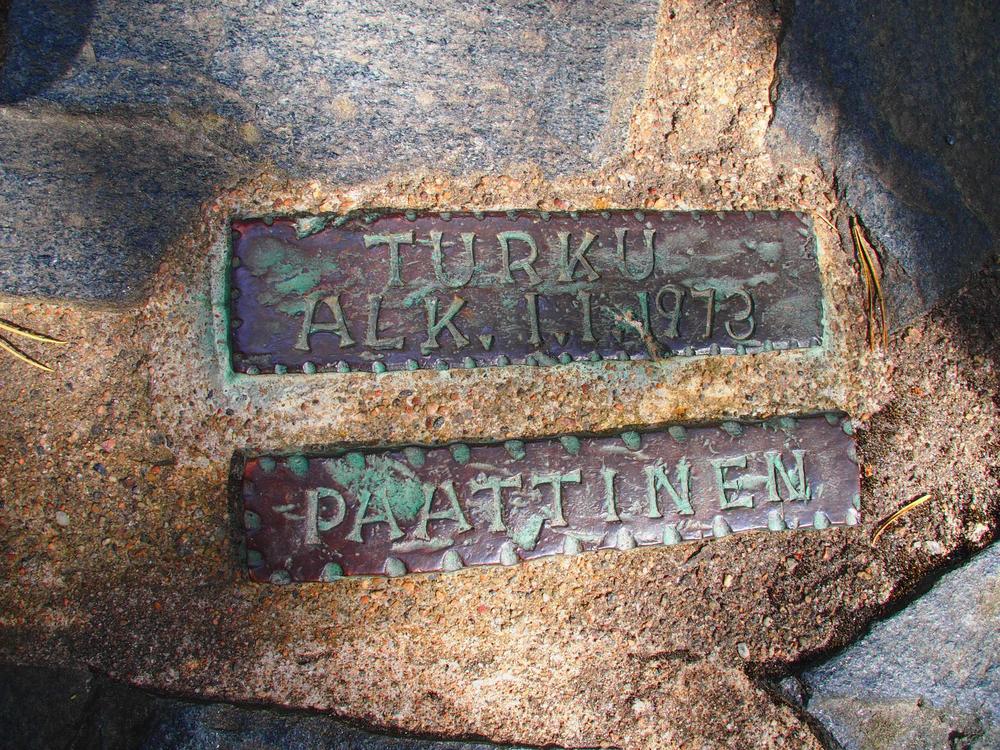 TURKU
ALK. 1.1.1973
PAATTINEN